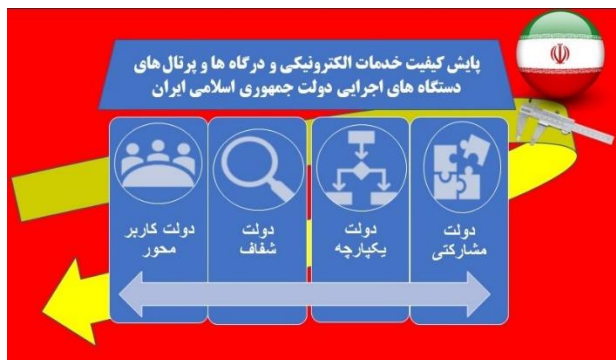 پایش کیفیت خدمات الکترونیکی و درگاه ها و پرتال‌های
دستگاه های اجرایی دولت جمهوری اسلامی ایران
دولت
مشارکتی
دولت
یکپارچه
دولت
شفاف
دولت کاربر
محور